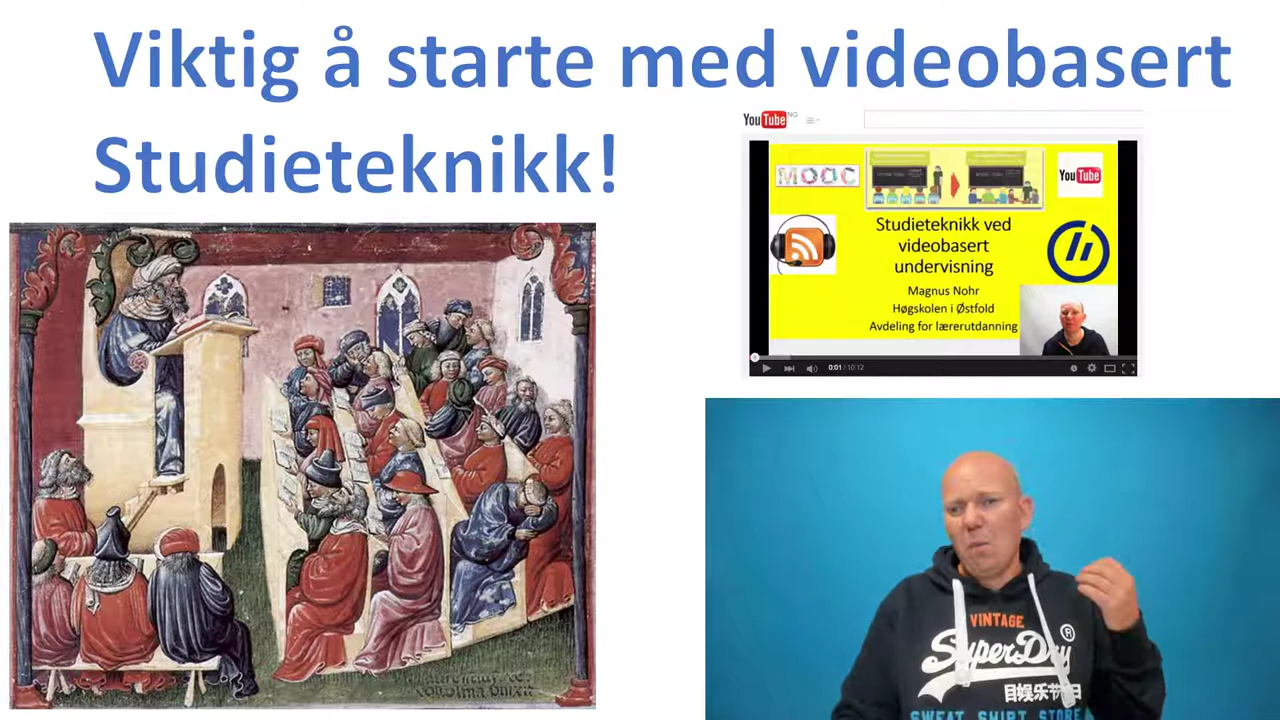 Viktig å starte med videobasert
Studieteknikk!
YouTube NO
MOOC
YouTube
Studieteknikk ved
videobasert
undervisning
Magnus Nohr
Høgskolen i Østfold
Avdeling for lærerutdanning
0:01 / 10:12
VINTAGE
SuperDry ®
SWEAT SHIRT STORE